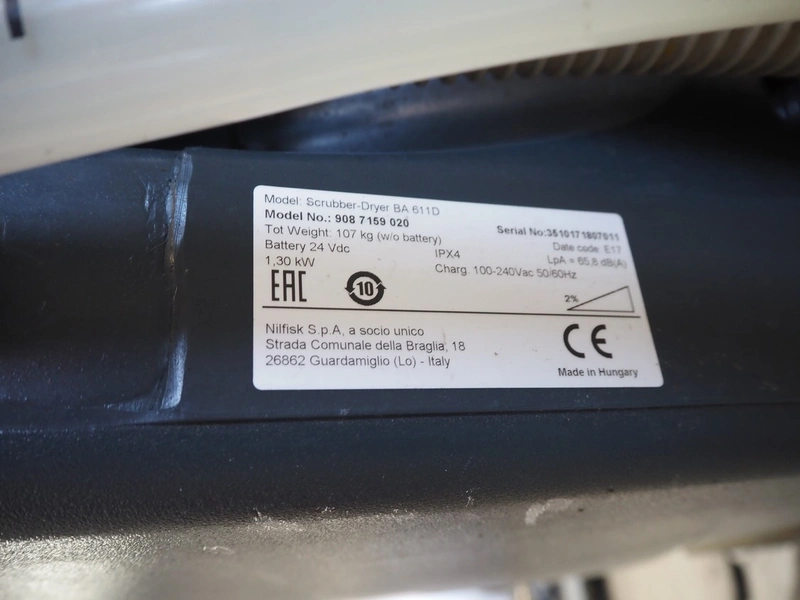 Model: Scrubber-Dryer BA 611D
Model No.: 908 7159 020
Serial No:3510171807011
Tot Weight: 107 kg (w/o battery)
Date code: E17
Battery 24 Vdc
IPX4
LpA = 65,8 dB(A)
1,30 kW
Charg. 100-240Vac 50/60Hz
EAC
10
2%
Nilfisk S.p.A, a socio unico
Strada Comunale della Braglia, 18
26862 Guardamiglio (Lo) - Italy
CE
Made in Hungary